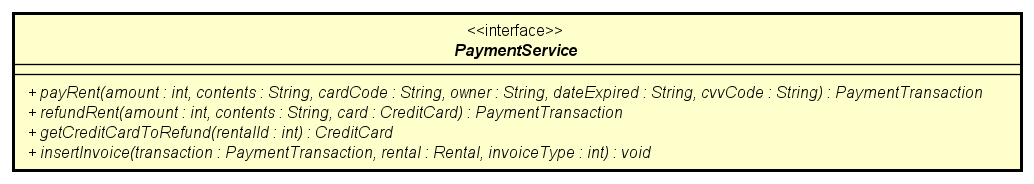 <<interface>>
PaymentService
+ payRent(amount : int, contents : String, cardCode : String, owner : String, dateExpired : String, cvvCode : String) : PaymentTransaction
+ refundRent(amount : int, contents : String, card : CreditCard) : PaymentTransaction
+ getCreditCardToRefund(rentalId : int) : CreditCard
+ insertInvoice(transaction : PaymentTransaction, rental : Rental, invoiceType : int) : void